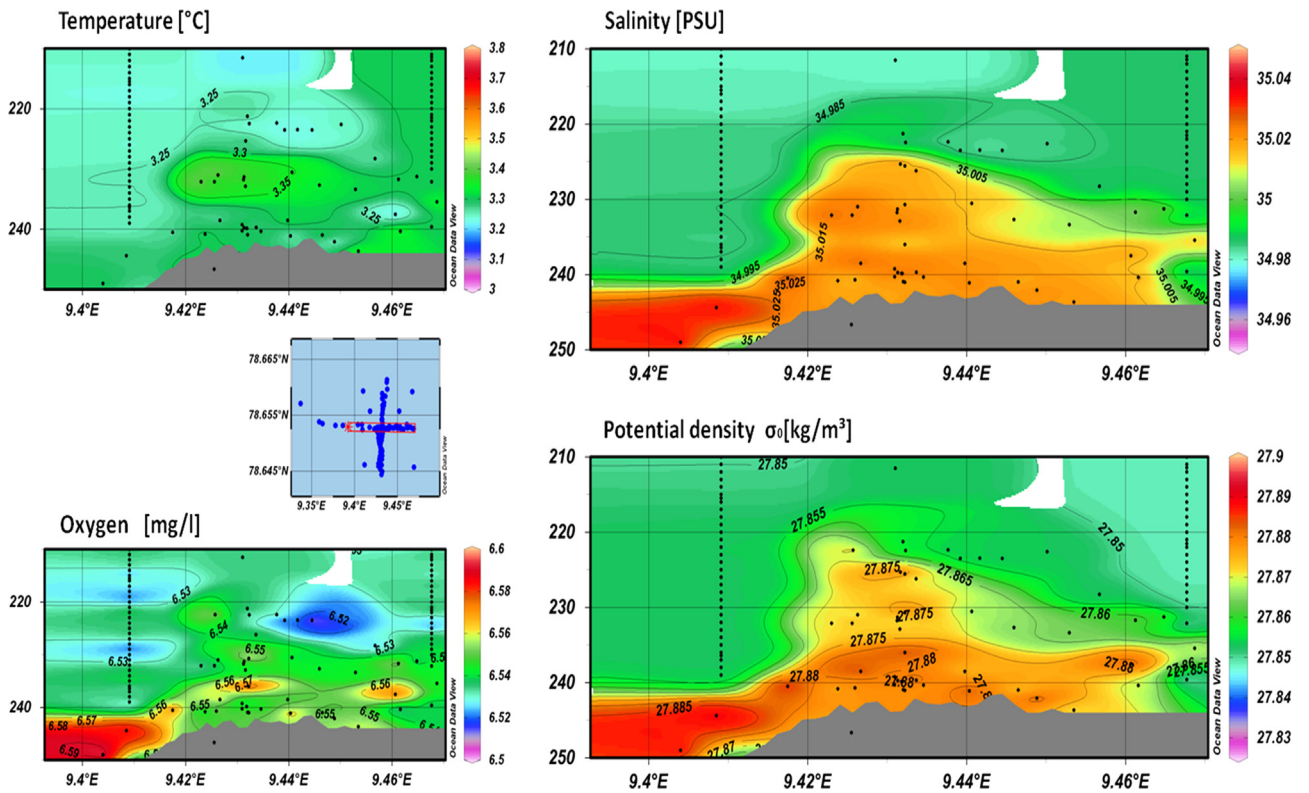 Temperature [°C]
3.8
3.7
3.6
3.5
3.4
3.3
3.2
3.1
3
220
240
3.25
3.25
3.3
3.35
3.25
9.4°E
9.42°E
9.44°E
9.46°E
Ocean Data View
Salinity [PSU]
210
220
230
240
250
34.985
35.005
35.015
34.995
35.025
35.025
35.005
34.995
9.4°E
9.42°E
9.44°E
9.46°E
Ocean Data View
35.04
35.02
35
34.98
34.96
78.665°N
78.655°N
78.645°N
9.35°E
9.4°E
9.45°E
Ocean Data View
Oxygen [mg/l]
220
240
6.53
6.52
6.54
6.55
6.53
6.53
6.56
6.57
6.56
6.56
6.55
6.55
6.55
6.58
6.57
6.59
9.4°E
9.42°E
9.44°E
9.46°E
Ocean Data View
6.6
6.58
6.56
6.54
6.52
6.5
Potential density σ₀[kg/m³]
210
220
230
240
250
27.85
27.855
27.85
27.875
27.865
27.875
27.86
27.875
27.88
27.88
27.88
27.88
27.86
27.855
27.885
27.87
9.4°E
9.42°E
9.44°E
9.46°E
Ocean Data View
27.9
27.89
27.88
27.87
27.86
27.85
27.84
27.83